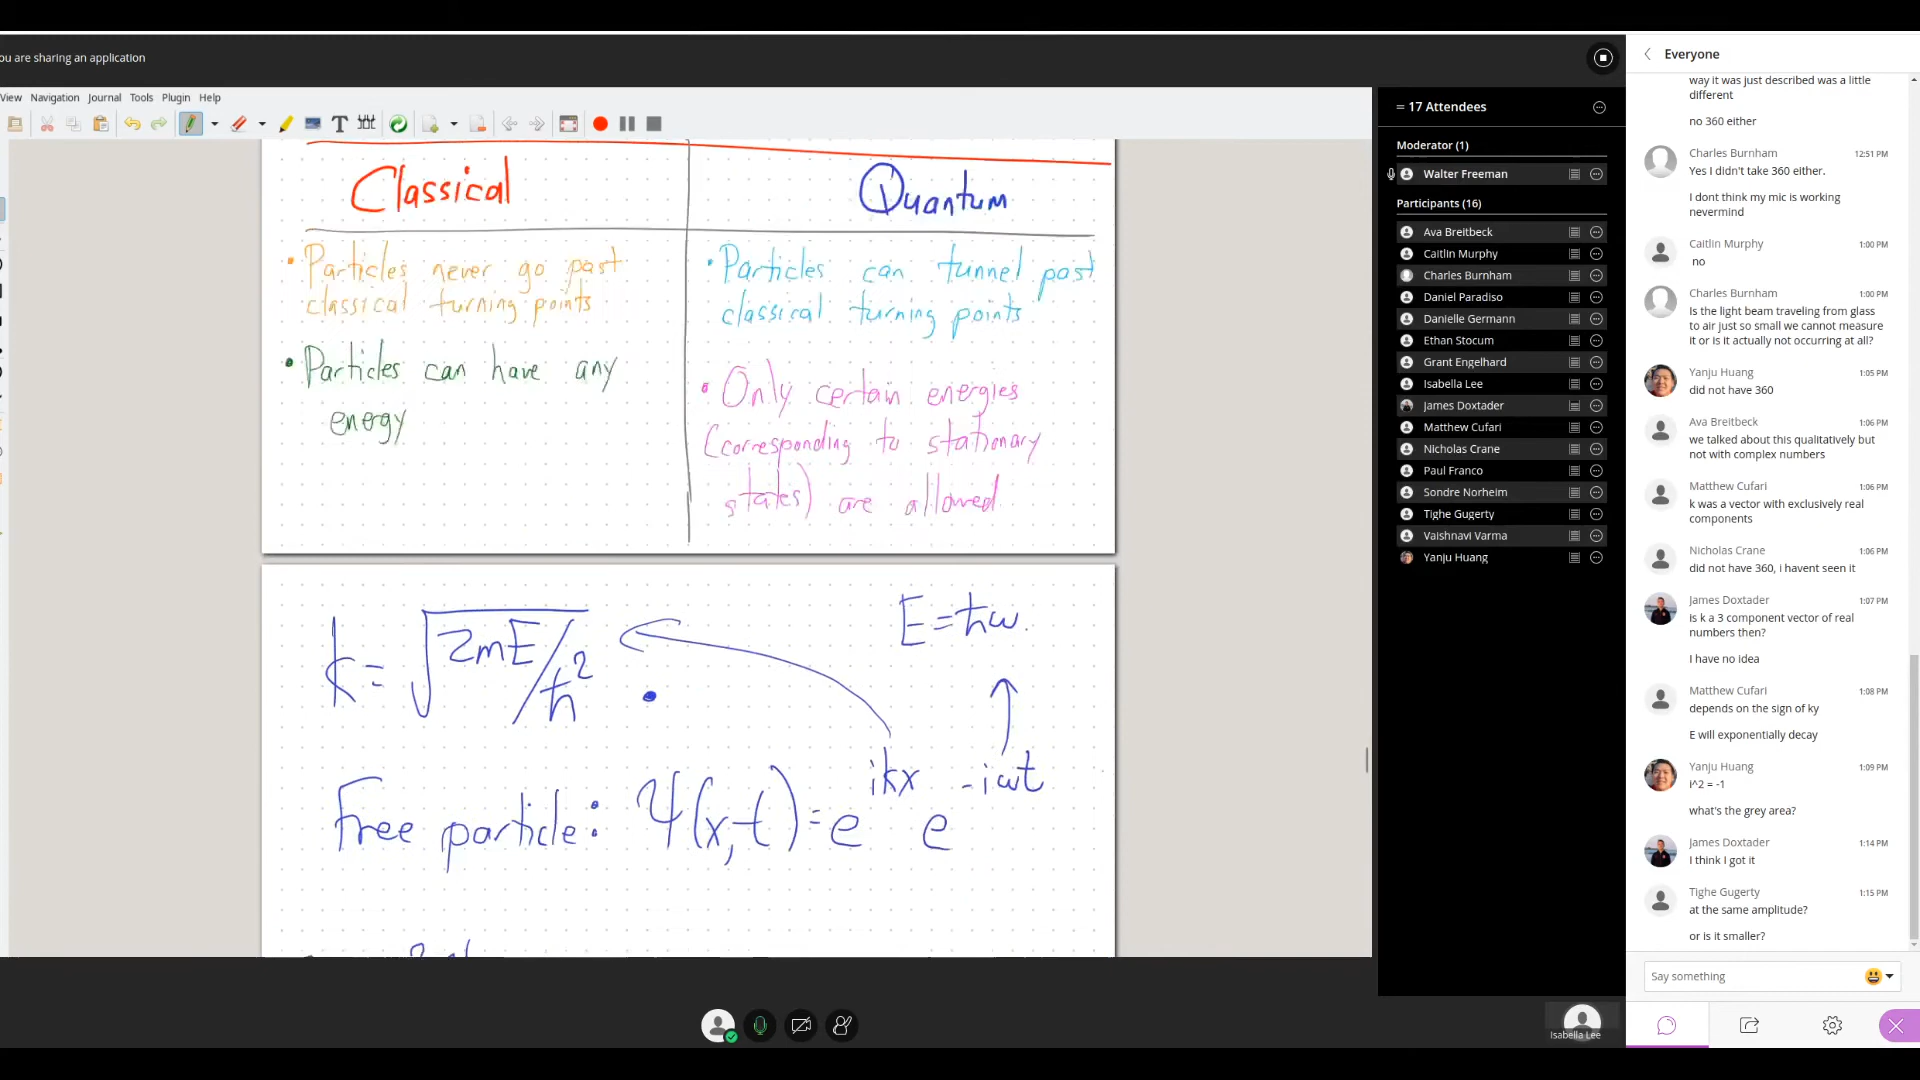 ou are sharing an application
View Navigation Journal Tools Plugin Help
Classical
Quantum
• Particles never go past
classical turning points
• Particles can have any
energy
• Particles can tunnel past
classical turning points
• Only certain energies
(corresponding to stationary
states) are allowed.
k = √2mE/ħ²
E = ħω.
Free particle: Ψ(x,t) = e^ikx e^-iωt
17 Attendees
Moderator (1)
Walter Freeman
Participants (16)
Ava Breitbeck
Caitlin Murphy
Charles Burnham
Daniel Paradiso
Danielle Germann
Ethan Stocum
Grant Engelhard
Isabella Lee
James Doxtader
Matthew Cufari
Nicholas Crane
Paul Franco
Sondre Norheim
Tighe Gugerty
Vaishnavi Varma
Yanju Huang
Isabella Lee
Everyone
way it was just described was a little
different
no 360 either
Charles Burnham 12:51 PM
Yes I didn't take 360 either.
I dont think my mic is working
nevermind
Caitlin Murphy 1:00 PM
no
Charles Burnham 1:00 PM
Is the light beam traveling from glass
to air just so small we cannot measure
it or is it actually not occurring at all?
Yanju Huang 1:05 PM
did not have 360
Ava Breitbeck 1:06 PM
we talked about this qualitatively but
not with complex numbers
Matthew Cufari 1:06 PM
k was a vector with exclusively real
components
Nicholas Crane 1:06 PM
did not have 360, i havent seen it
James Doxtader 1:07 PM
is k a 3 component vector of real
numbers then?
I have no idea
Matthew Cufari 1:08 PM
depends on the sign of ky
E will exponentially decay
Yanju Huang 1:09 PM
i^2 = -1
what's the grey area?
James Doxtader 1:14 PM
I think I got it
Tighe Gugerty 1:15 PM
at the same amplitude?
or is it smaller?
Say something